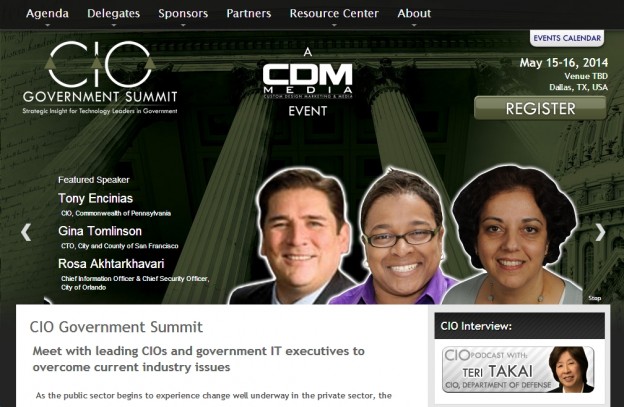 Agenda Delegates Sponsors Partners Resource Center About
EVENTS CALENDAR
CIO
GOVERNMENT SUMMIT
Strategic Insight for Technology Leaders in Government
A
CDM
MEDIA
CUSTOM DESIGN MARKETING & MEDIA
EVENT
May 15-16, 2014
Venue TBD
Dallas, TX, USA
REGISTER
Featured Speaker
Tony Encinias
CIO, Commonwealth of Pennsylvania
Gina Tomlinson
CTO, City and County of San Francisco
Rosa Akhtarkhavari
Chief Information Officer & Chief Security Officer,
City of Orlando
Stop
CIO Government Summit
Meet with leading CIOs and government IT executives to
overcome current industry issues
As the public sector begins to experience change well underway in the private sector, the
CIO Interview:
CIO PODCAST WITH:
TERI TAKAI
CIO, DEPARTMENT OF DEFENSE